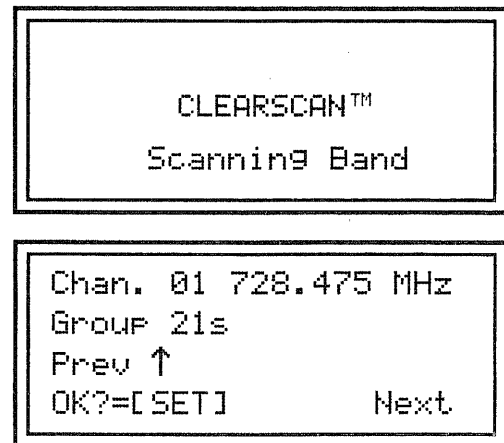 CLEARSCAN™
Scanning Band
Chan. 01 728.475 MHz
Group 21s
Prev ↑
OK?=[SET] Next